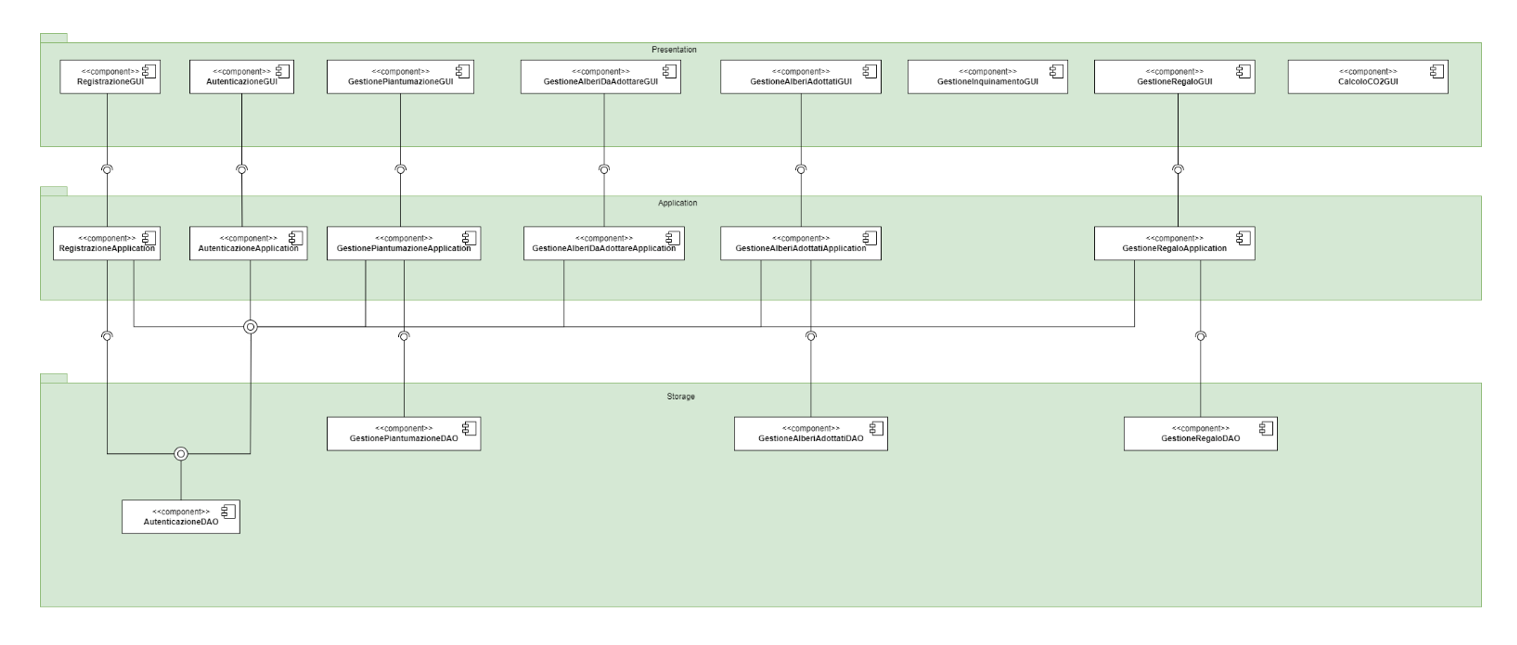 Presentation
<<component>>
RegistrazioneGUI
<<component>>
AutenticazioneGUI
<<component>>
GestionePiantumazioneGUI
<<component>>
GestioneAlberiDaAdottareGUI
<<component>>
GestioneAlberiAdottatiGUI
<<component>>
GestioneInquinamentoGUI
<<component>>
GestioneRegaloGUI
<<component>>
CalcoloCO2GUI
Application
<<component>>
RegistrazioneApplication
<<component>>
AutenticazioneApplication
<<component>>
GestionePiantumazioneApplication
<<component>>
GestioneAlberiDaAdottareApplication
<<component>>
GestioneAlberiAdottatiApplication
<<component>>
GestioneRegaloApplication
Storage
<<component>>
GestionePiantumazioneDAO
<<component>>
GestioneAlberiAdottatiDAO
<<component>>
GestioneRegaloDAO
<<component>>
AutenticazioneDAO